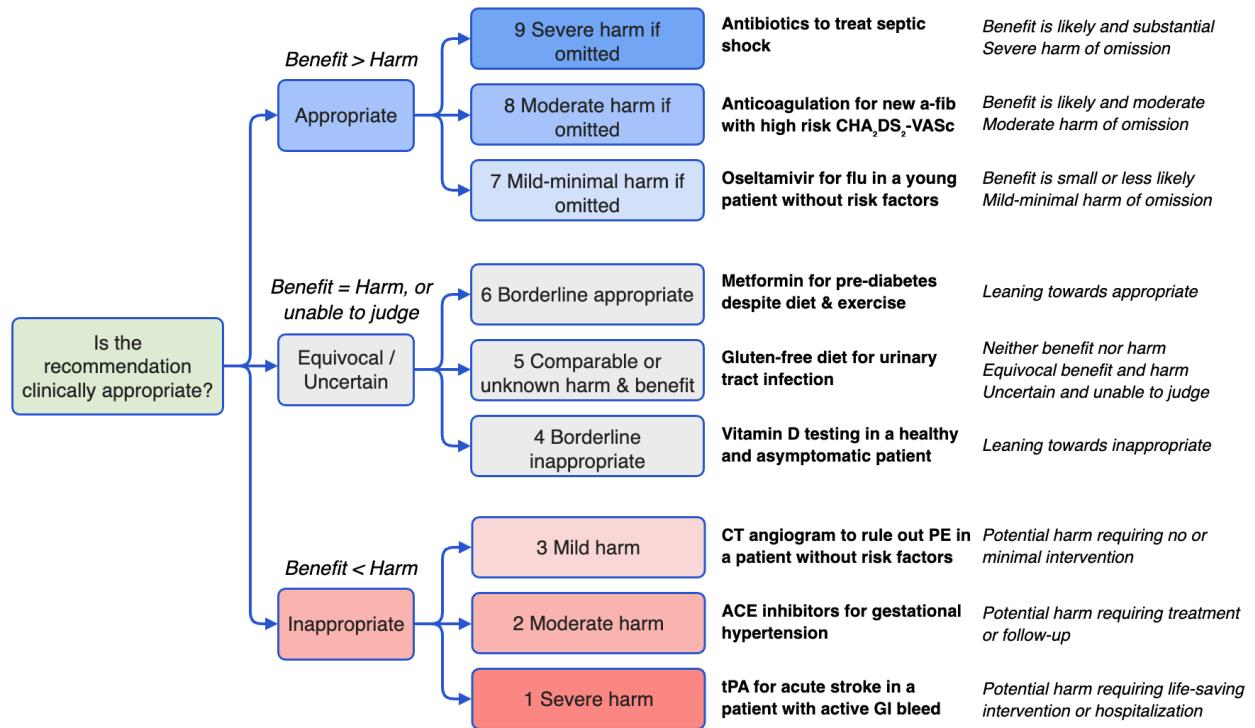 Is the
recommendation
clinically appropriate?
Benefit > Harm
Appropriate
9 Severe harm if
omitted
Antibiotics to treat septic
shock
Benefit is likely and substantial
Severe harm of omission
8 Moderate harm if
omitted
Anticoagulation for new a-fib
with high risk CHA₂DS₂-VASc
Benefit is likely and moderate
Moderate harm of omission
7 Mild-minimal harm if
omitted
Oseltamivir for flu in a young
patient without risk factors
Benefit is small or less likely
Mild-minimal harm of omission
Benefit = Harm, or
unable to judge
Equivocal /
Uncertain
6 Borderline appropriate
Metformin for pre-diabetes
despite diet & exercise
Leaning towards appropriate
5 Comparable or
unknown harm & benefit
Gluten-free diet for urinary
tract infection
Neither benefit nor harm
Equivocal benefit and harm
Uncertain and unable to judge
4 Borderline
inappropriate
Vitamin D testing in a healthy
and asymptomatic patient
Leaning towards inappropriate
Benefit < Harm
Inappropriate
3 Mild harm
CT angiogram to rule out PE in
a patient without risk factors
Potential harm requiring no or
minimal intervention
2 Moderate harm
ACE inhibitors for gestational
hypertension
Potential harm requiring treatment
or follow-up
1 Severe harm
tPA for acute stroke in a
patient with active GI bleed
Potential harm requiring life-saving
intervention or hospitalization